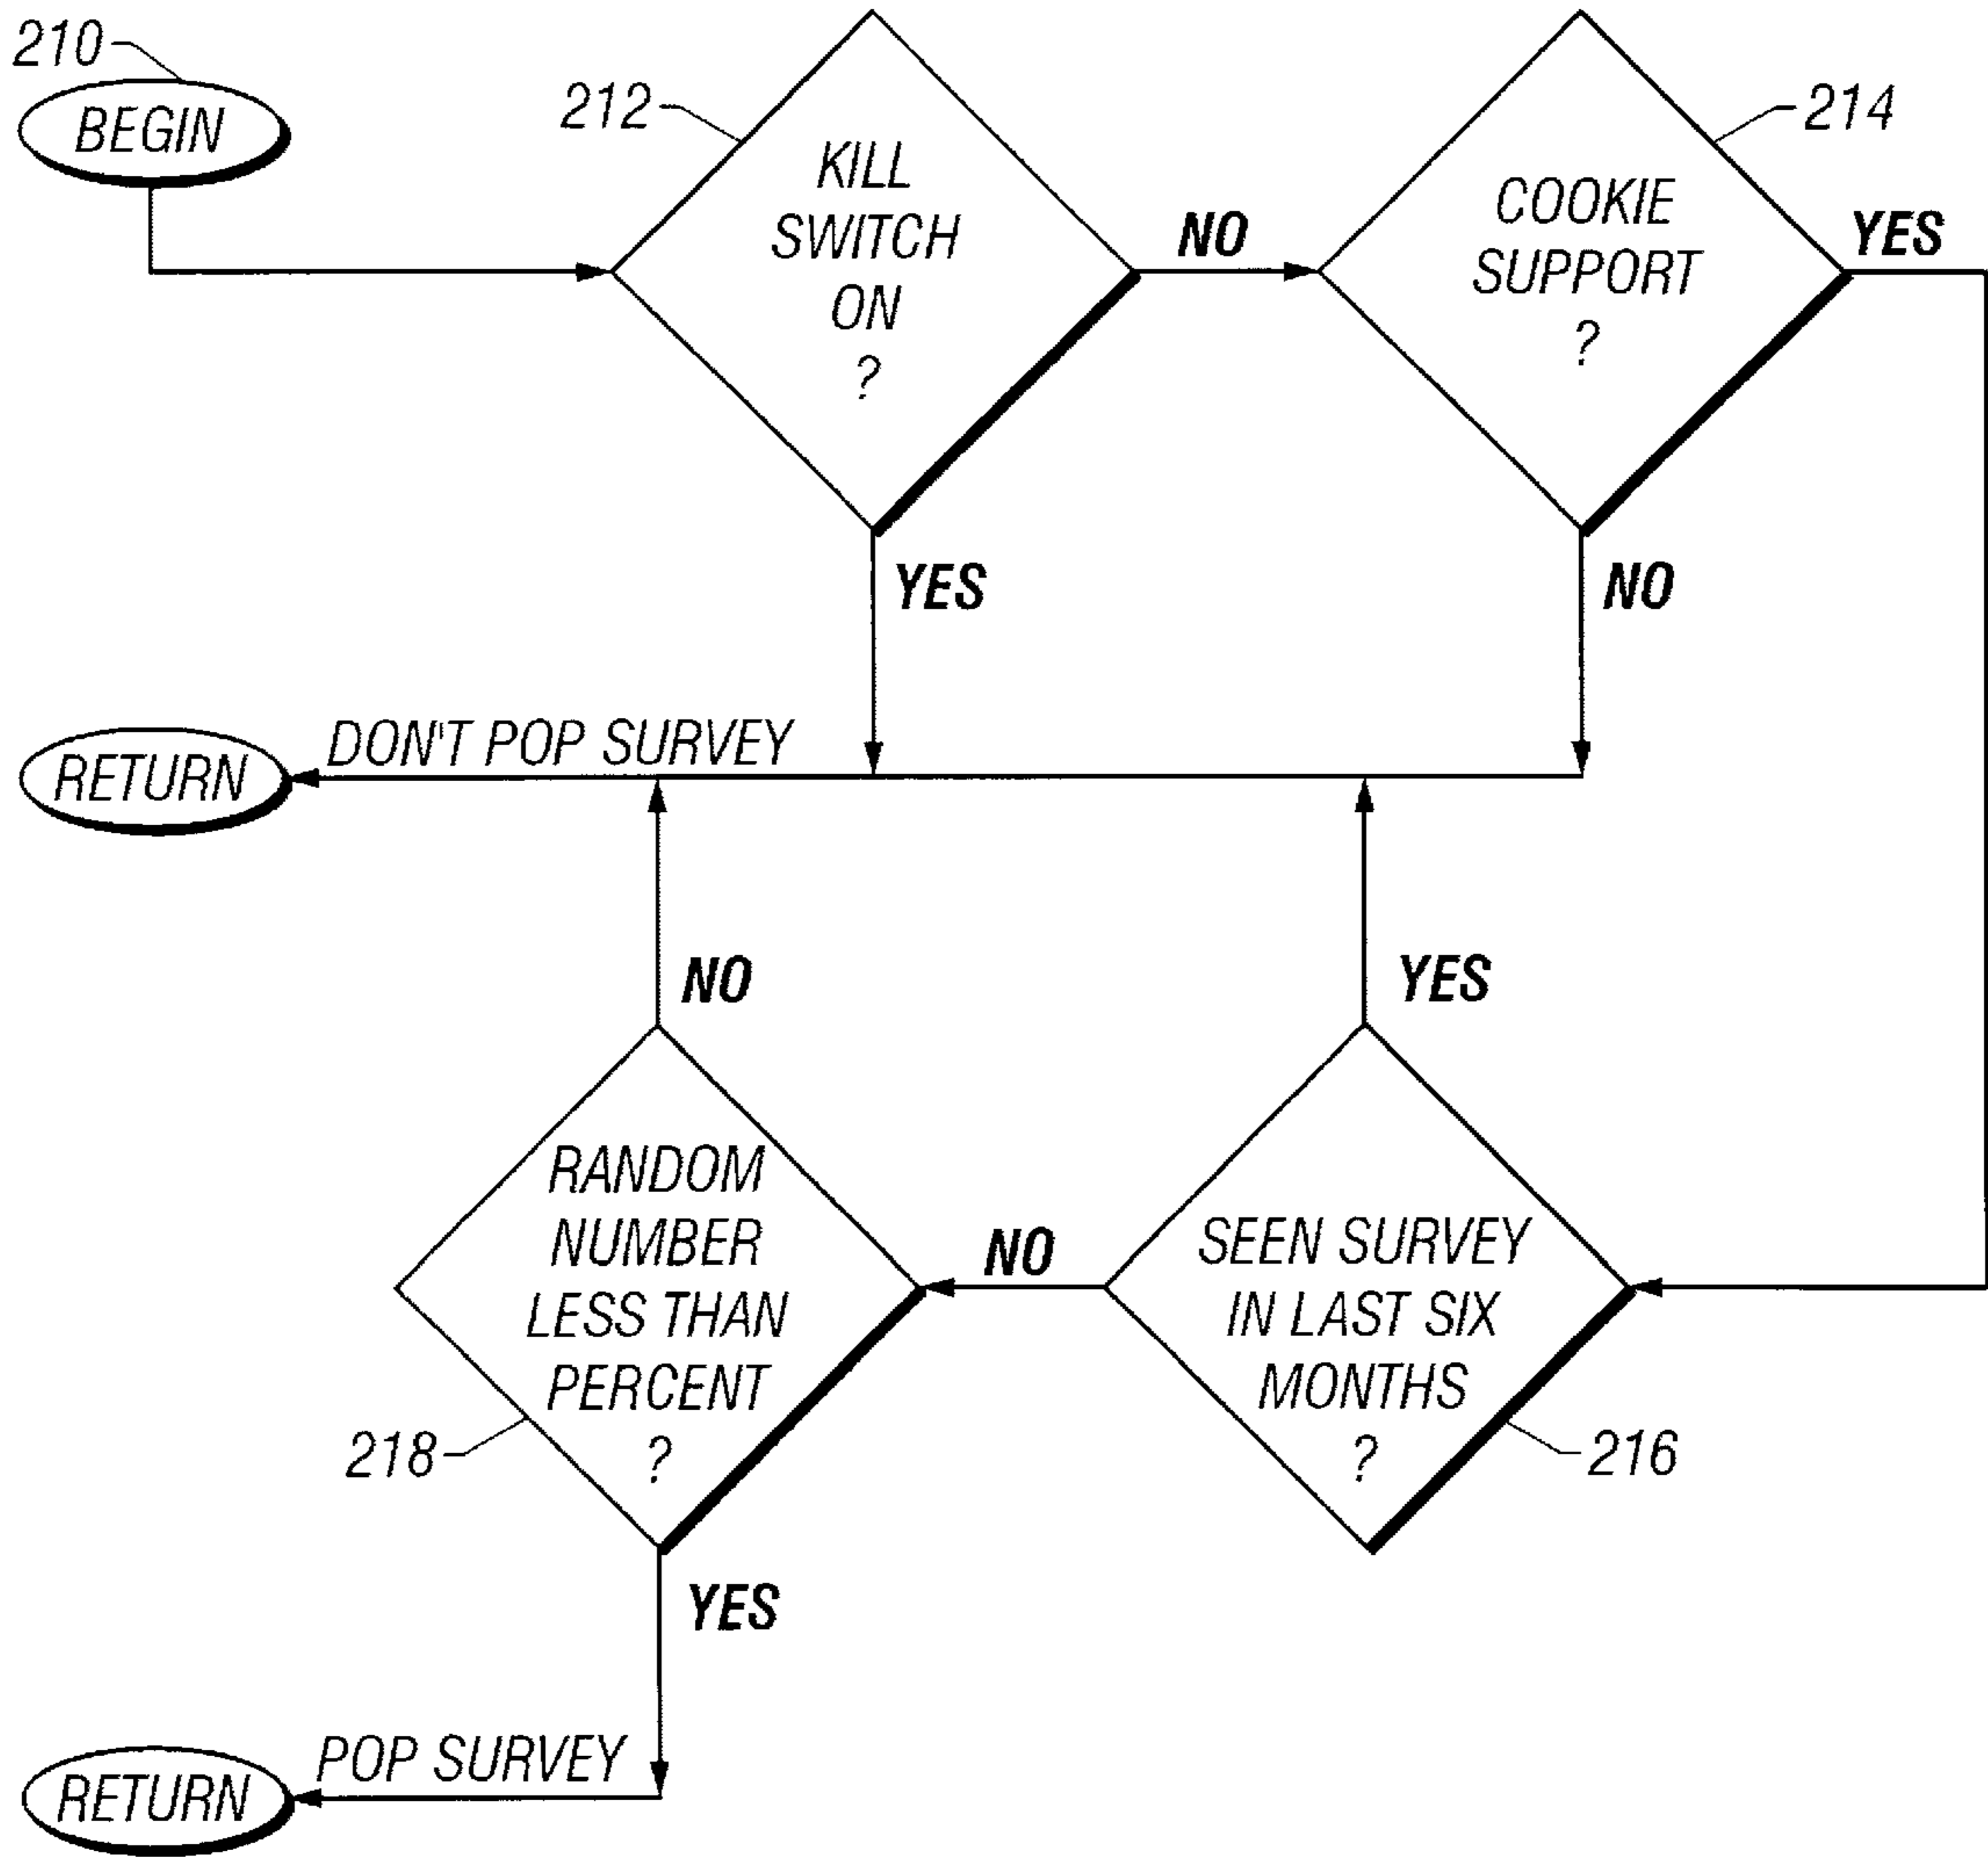 210
BEGIN
212
KILL
SWITCH
ON
?
NO
YES
214
COOKIE
SUPPORT
?
YES
NO
DON'T POP SURVEY
RETURN
NO
YES
RANDOM
NUMBER
LESS THAN
PERCENT
?
218
NO
SEEN SURVEY
IN LAST SIX
MONTHS
?
216
YES
POP SURVEY
RETURN